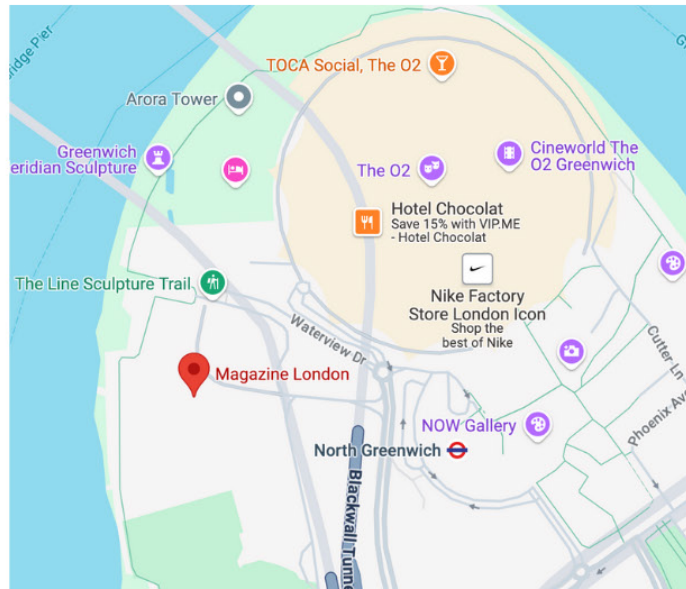 TOCA Social, The O2
Arora Tower
Greenwich
eridian Sculpture
The O2
Cineworld The
O2 Greenwich
Hotel Chocolat
Save 15% with VIP.ME
- Hotel Chocolat
The Line Sculpture Trail
Nike Factory
Store London Icon
Shop the
best of Nike
Waterview Dr
Cutter Ln
Magazine London
Phoenix Av
NOW Gallery
North Greenwich
Blackwall Tunne
ridge Pier